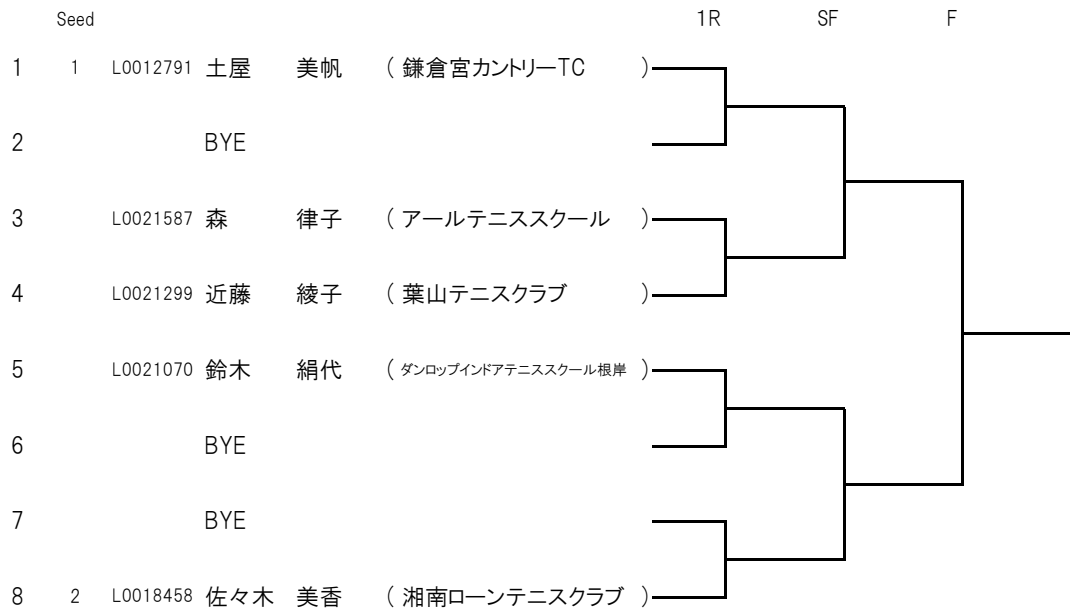 Seed 1R SF F
1 1 L0012791 土屋 美帆 ( 鎌倉宮カントリーTC )
2 BYE
3 L0021587 森 律子 ( アールテニススクール )
4 L0021299 近藤 綾子 ( 葉山テニスクラブ )
5 L0021070 鈴木 絹代 ( ダンロップインドアテニススクール根岸 )
6 BYE
7 BYE
8 2 L0018458 佐々木 美香 ( 湘南ローンテニスクラブ )